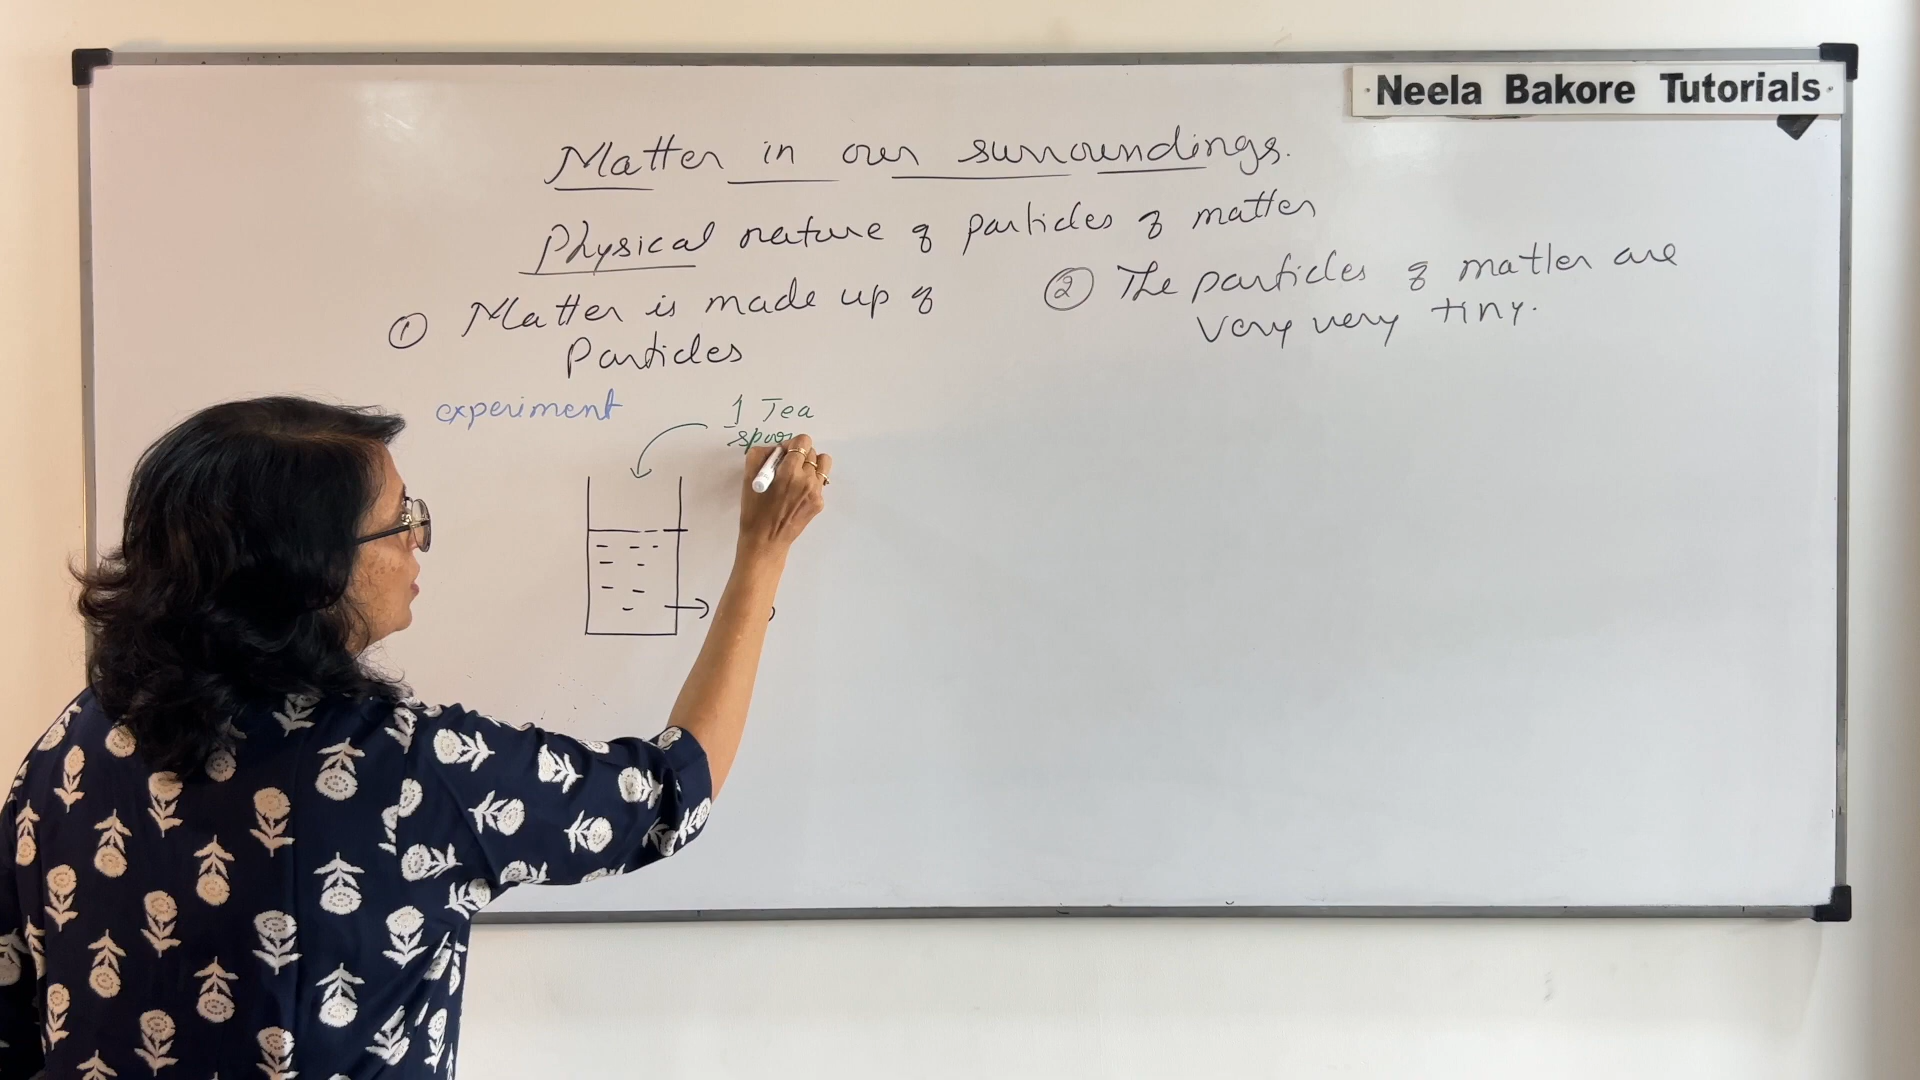 Neela Bakore Tutorials
Matter in our surroundings.
Physical nature of particles of matter
① Matter is made up of
Particles
② The particles of matter are
very very tiny.
experiment
1 Tea
spoon